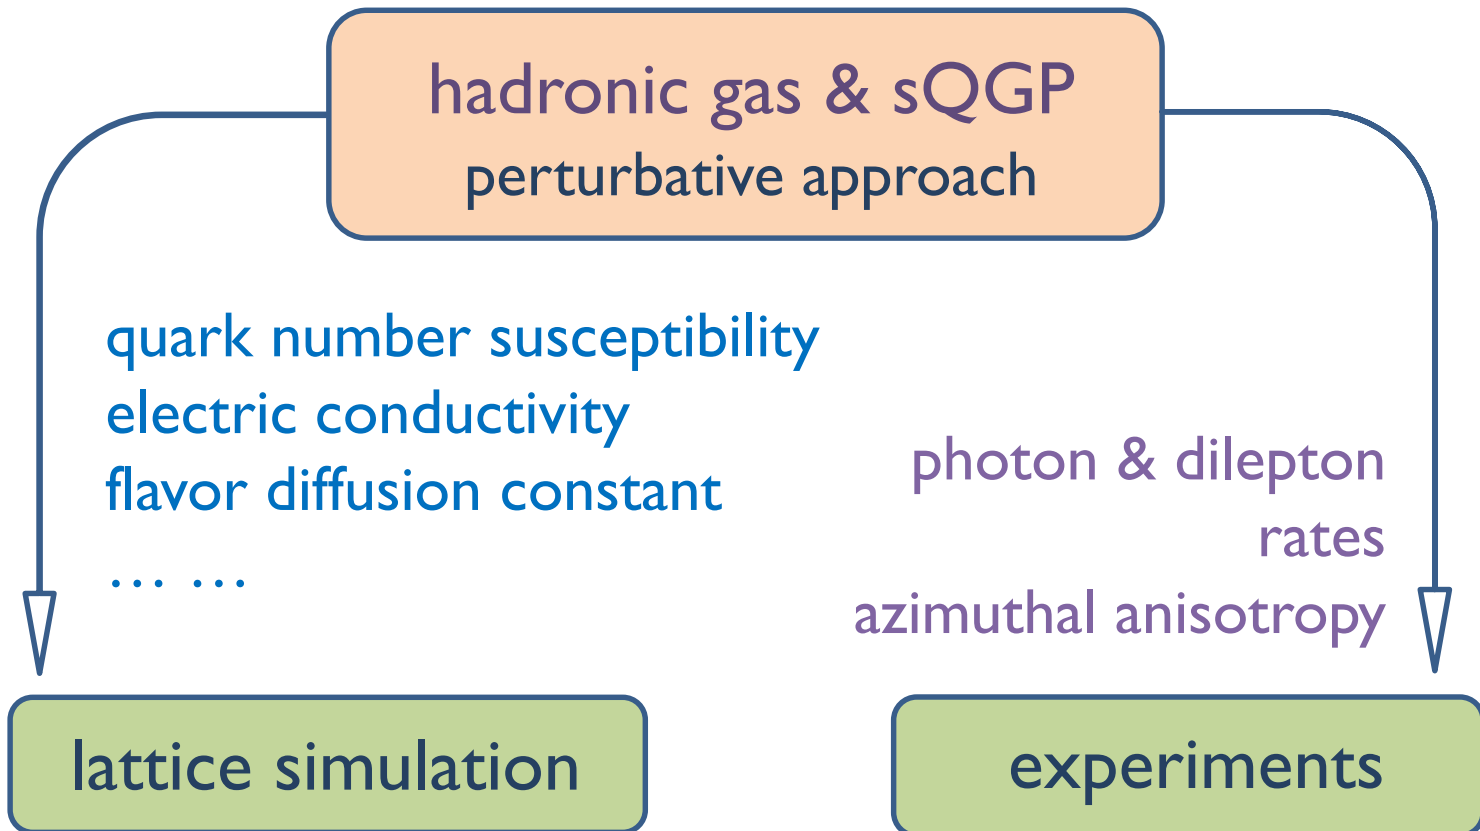 hadronic gas & sQGP
perturbative approach
quark number susceptibility
electric conductivity
flavor diffusion constant
… …
photon & dilepton
rates
azimuthal anisotropy
lattice simulation
experiments